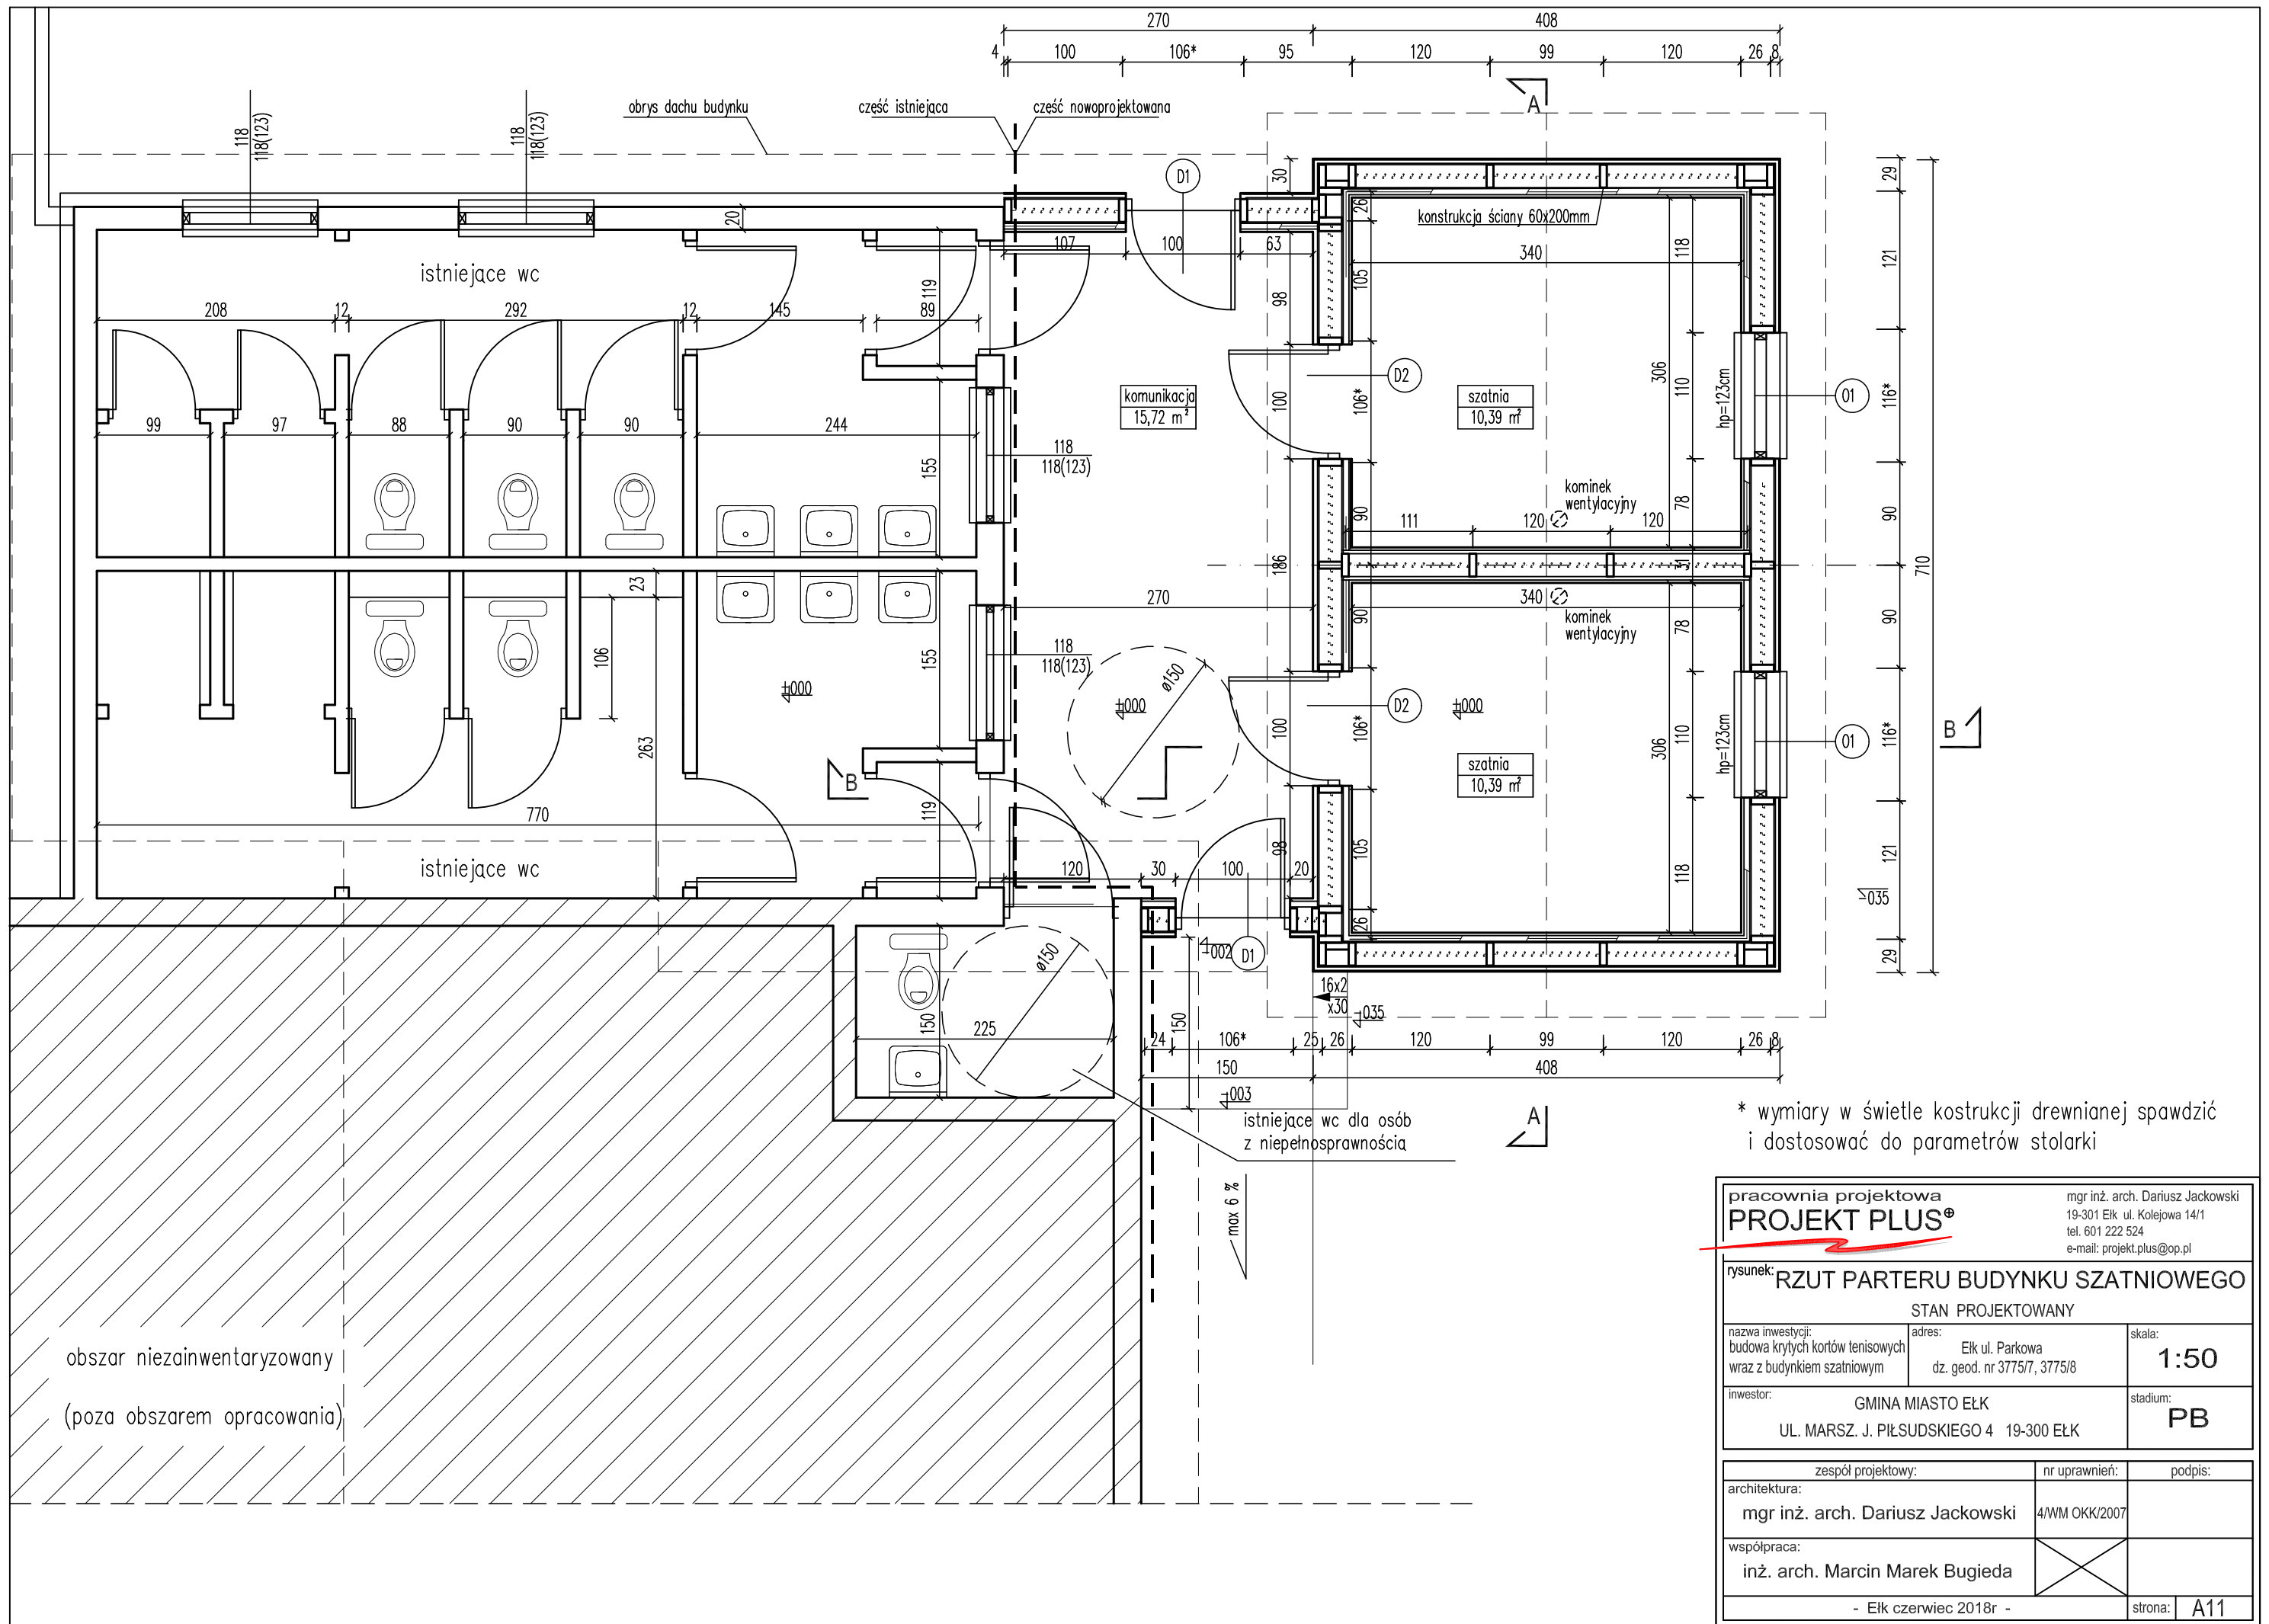 270
408
4
100
106*
95
120
99
120
26
8
obrys dachu budynku
część istniejąca
część nowoprojektowana
A
118
118(123)
118
118(123)
D1
30
29
20
26
konstrukcja ściany 60x200mm
107
100
63
340
118
121
istniejące wc
119
98
105
208
12
292
12
145
89
306
110
hp=123cm
116*
O1
D2
komunikacja
15,72 m²
szatnia
10,39 m²
100
106*
99
97
88
90
90
244
155
118
118(123)
kominek
wentylacyjny
78
90
90
111
120
120
186
31
710
23
270
340
kominek
wentylacyjny
78
90
90
106
155
118
118(123)
ø150
±000
±000
±000
D2
100
106*
306
110
hp=123cm
116*
O1
B
263
szatnia
10,39 m²
B
770
119
istniejące wc
120
30
100
20
98
105
118
121
-035
26
29
-002
D1
ø150
16x2
x30
-035
150
225
150
24
106*
25
26
120
99
120
26
8
150
408
-003
A
istniejące wc dla osób
z niepełnosprawnością
max 6 %
* wymiary w świetle kostrukcji drewnianej spawdzić
i dostosować do parametrów stolarki
obszar niezainwentaryzowany
(poza obszarem opracowania)
pracownia projektowa
PROJEKT PLUS⊕
mgr inż. arch. Dariusz Jackowski
19-301 Ełk ul. Kolejowa 14/1
tel. 601 222 524
e-mail: projekt.plus@op.pl
rysunek: RZUT PARTERU BUDYNKU SZATNIOWEGO
STAN PROJEKTOWANY
nazwa inwestycji:
budowa krytych kortów tenisowych
wraz z budynkiem szatniowym
adres:
Ełk ul. Parkowa
dz. geod. nr 3775/7, 3775/8
skala:
1:50
inwestor:
GMINA MIASTO EŁK
UL. MARSZ. J. PIŁSUDSKIEGO 4 19-300 EŁK
stadium:
PB
zespół projektowy:
nr uprawnień:
podpis:
architektura:
mgr inż. arch. Dariusz Jackowski
4/WM OKK/2007
współpraca:
inż. arch. Marcin Marek Bugieda
- Ełk czerwiec 2018r -
strona:
A11